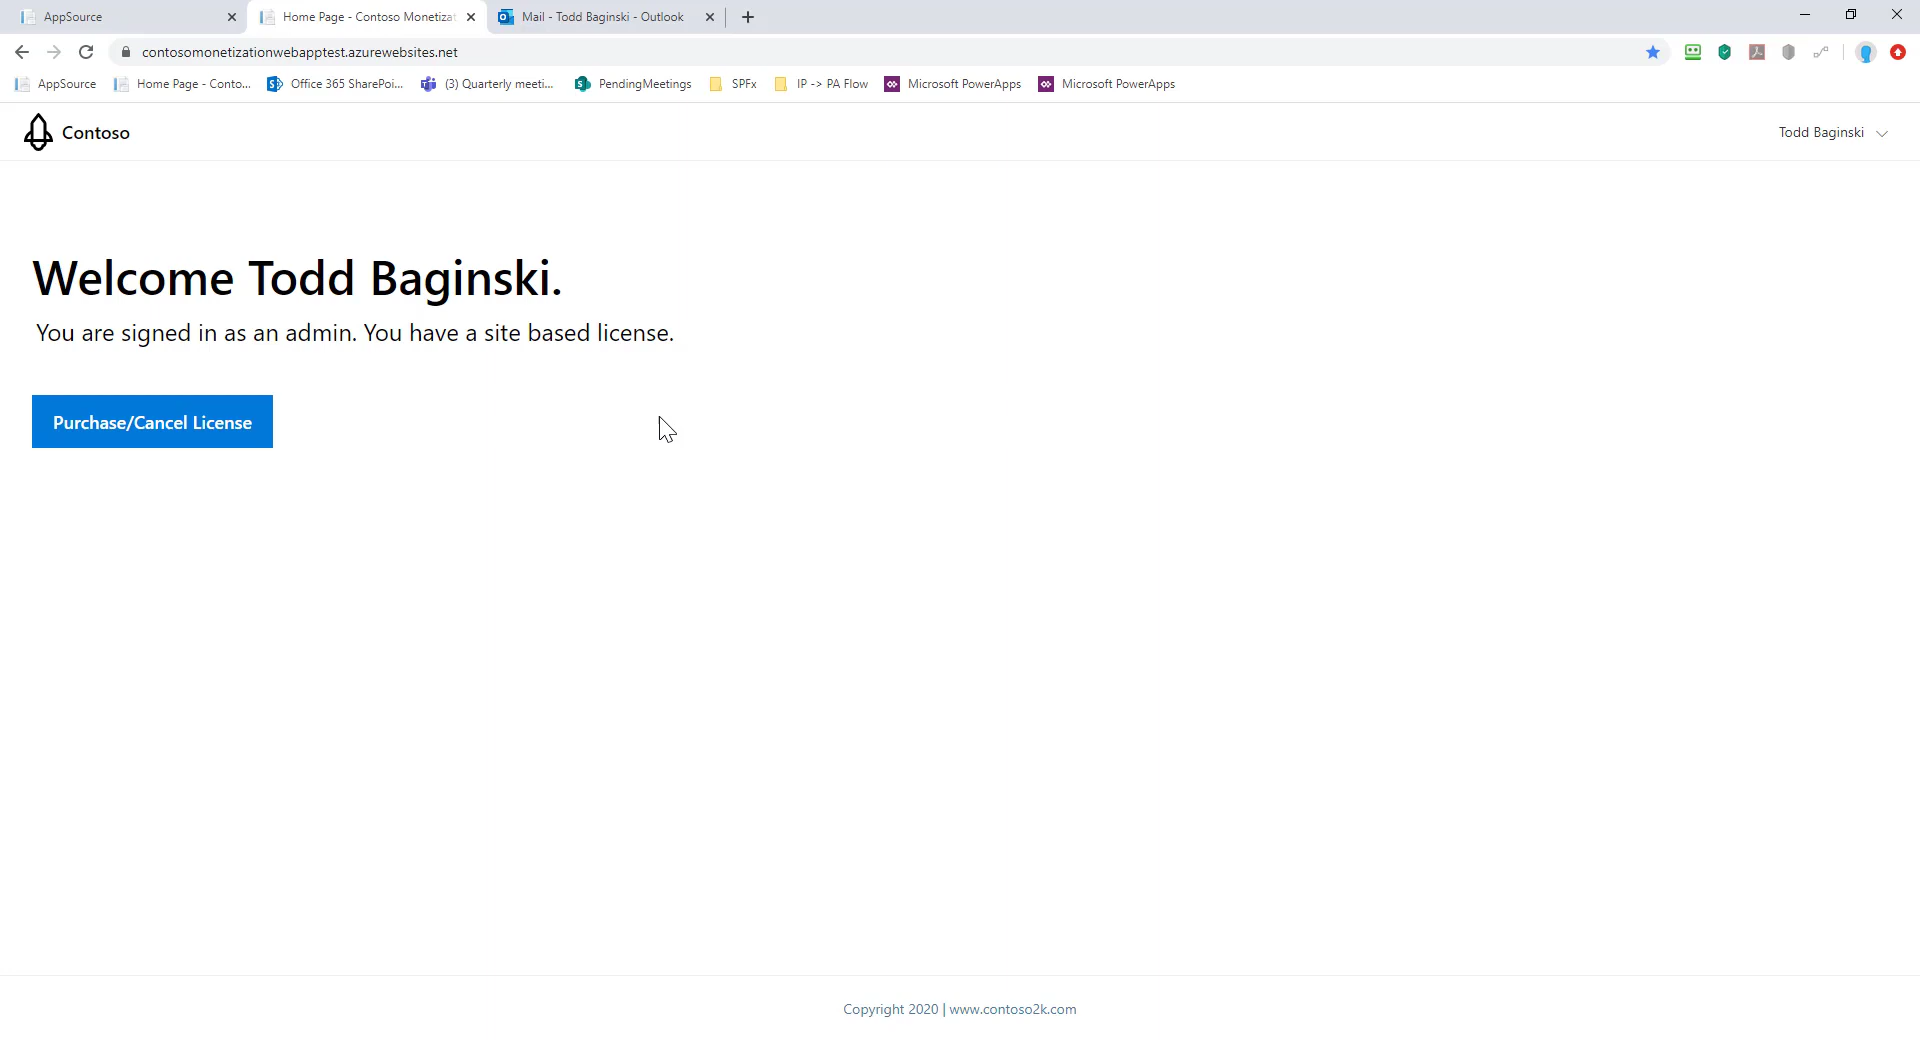 AppSource
Home Page - Contoso Monetizat
Mail - Todd Baginski - Outlook
contosomonetizationwebapptest.azurewebsites.net
AppSource
Home Page - Conto...
Office 365 SharePoi...
(3) Quarterly meeti...
PendingMeetings
SPFx
IP -> PA Flow
Microsoft PowerApps
Microsoft PowerApps
Contoso
Todd Baginski
Welcome Todd Baginski.
You are signed in as an admin. You have a site based license.
Purchase/Cancel License
Copyright 2020 | www.contoso2k.com